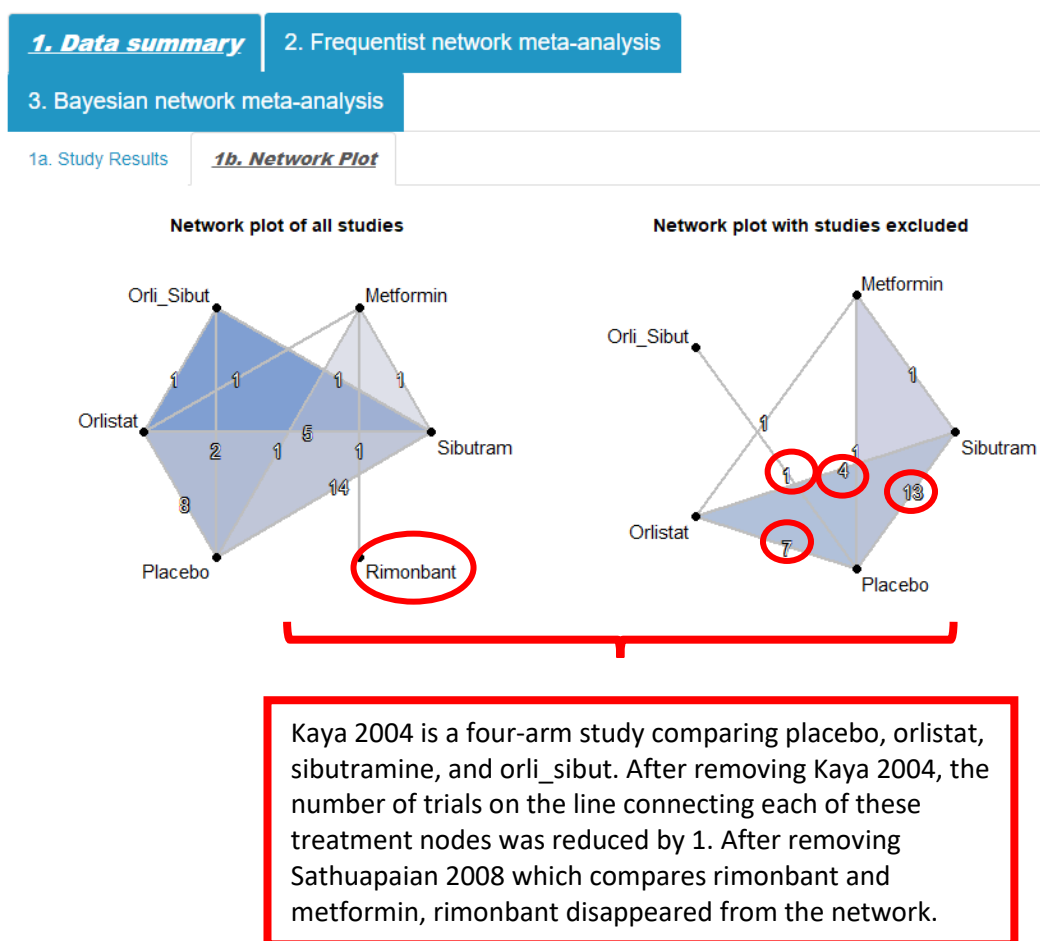 1. Data summary
2. Frequentist network meta-analysis
3. Bayesian network meta-analysis
1a. Study Results
1b. Network Plot
Network plot of all studies
Orli_Sibut
Metformin
1
1
1
1
Orlistat
5
Sibutram
2
1
1
14
8
Placebo
Rimonbant
Network plot with studies excluded
Metformin
Orli_Sibut
1
1
Sibutram
1
1
4
13
Orlistat
7
Placebo
Kaya 2004 is a four-arm study comparing placebo, orlistat,
sibutramine, and orli_sibut. After removing Kaya 2004, the
number of trials on the line connecting each of these
treatment nodes was reduced by 1. After removing
Sathuapaian 2008 which compares rimonbant and
metformin, rimonbant disappeared from the network.